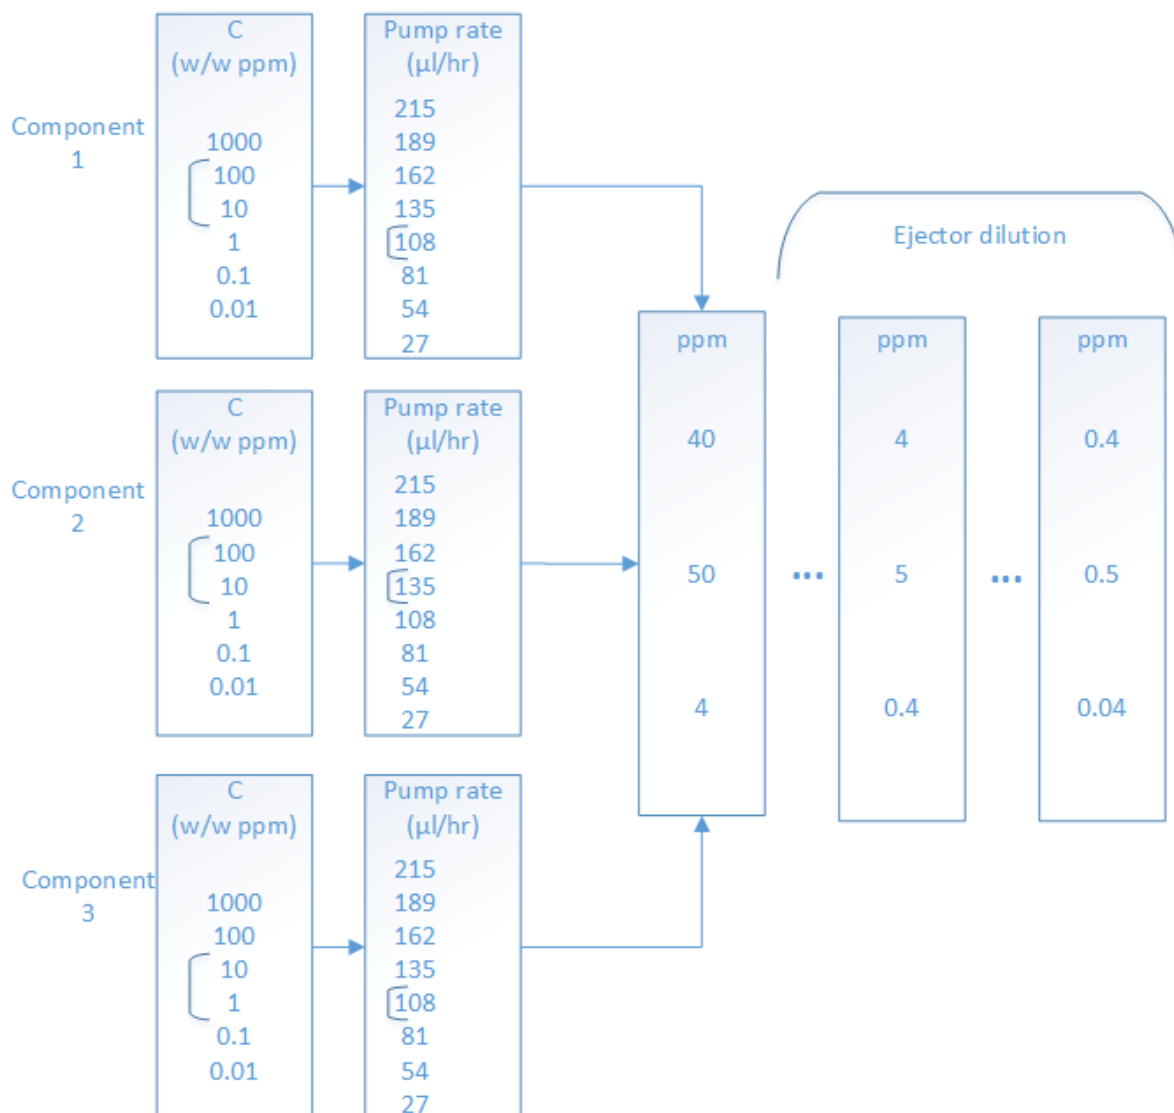 Component
1
C
(w/w ppm)
1000
100
10
1
0.1
0.01
Pump rate
(µl/hr)
215
189
162
135
108
81
54
27
Component
2
C
(w/w ppm)
1000
100
10
1
0.1
0.01
Pump rate
(µl/hr)
215
189
162
135
108
81
54
27
Component
3
C
(w/w ppm)
1000
100
10
1
0.1
0.01
Pump rate
(µl/hr)
215
189
162
135
108
81
54
27
ppm
40
50
4
Ejector dilution
...
ppm
4
5
0.4
...
ppm
0.4
0.5
0.04